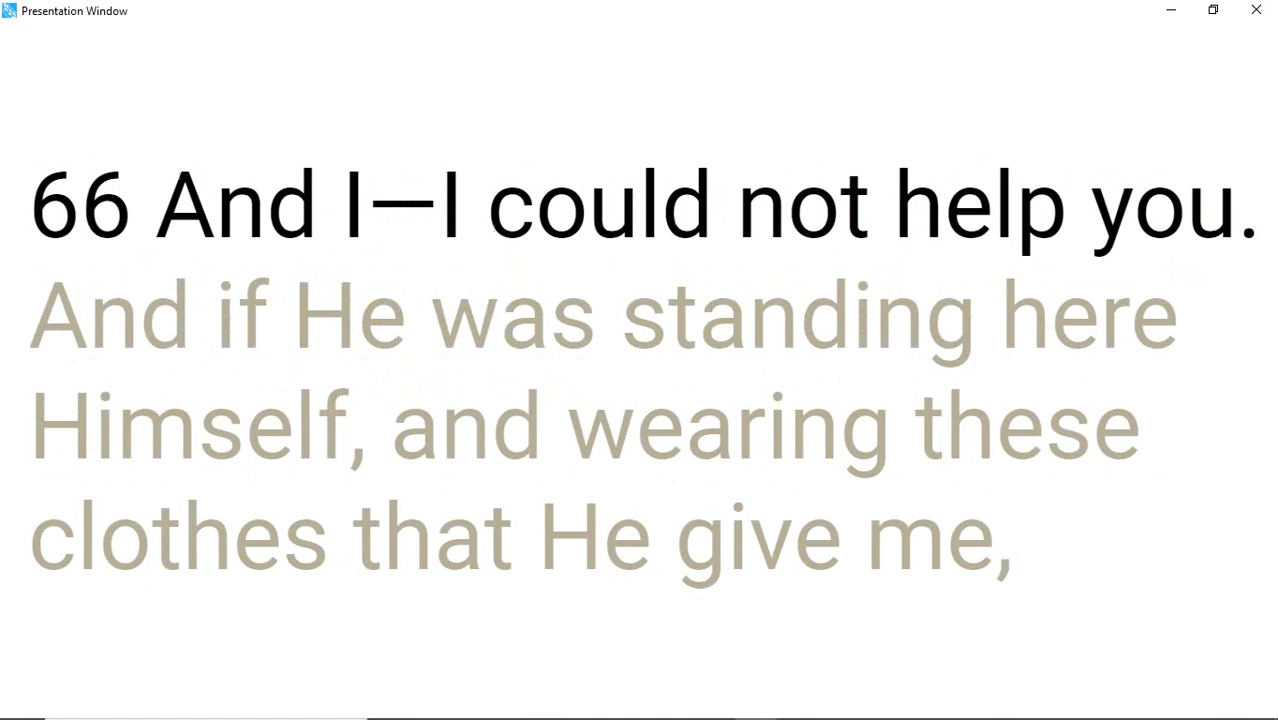 Presentation Window
66 And I—I could not help you.
And if He was standing here
Himself, and wearing these
clothes that He give me,